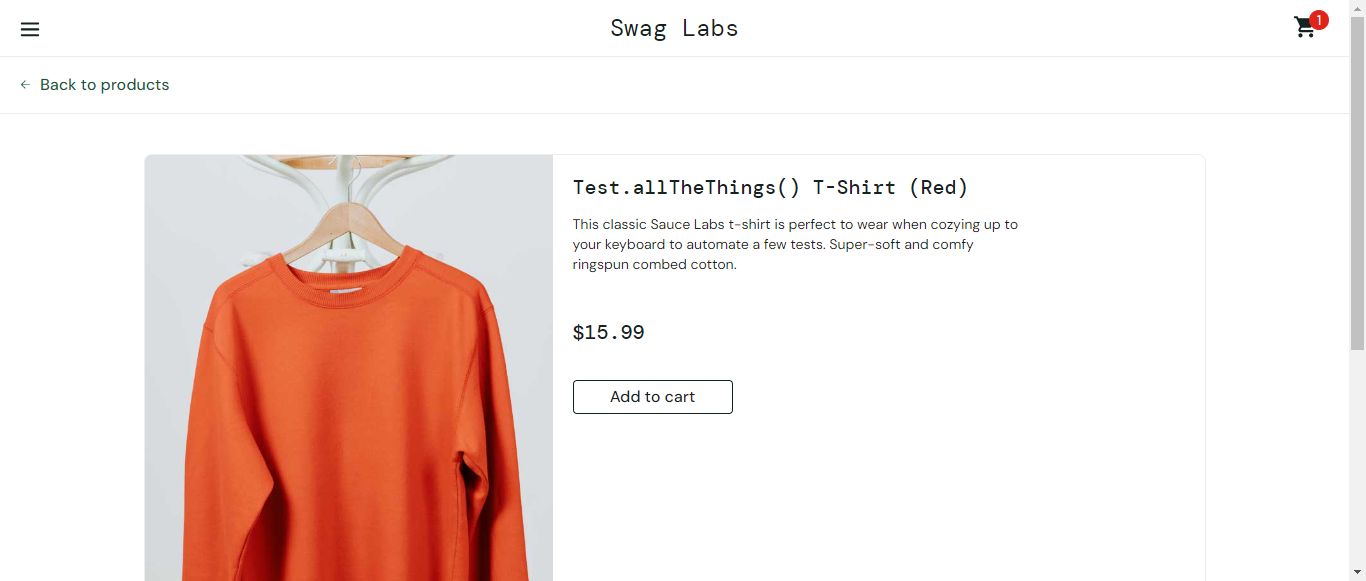 Swag Labs
1
Back to products
Test.allTheThings() T-Shirt (Red)
This classic Sauce Labs t-shirt is perfect to wear when cozying up to
your keyboard to automate a few tests. Super-soft and comfy
ringspun combed cotton.
$15.99
Add to cart